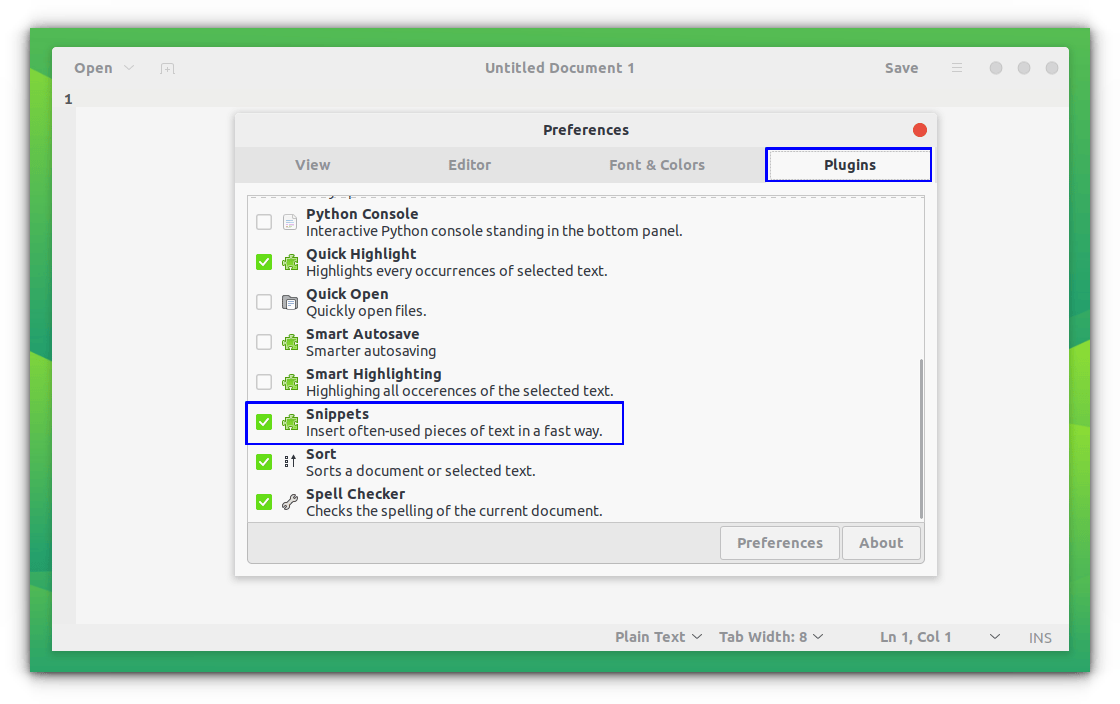 Open
Untitled Document 1
Save
1
Preferences
View
Editor
Font & Colors
Plugins
Python Console
Interactive Python console standing in the bottom panel.
Quick Highlight
Highlights every occurrences of selected text.
Quick Open
Quickly open files.
Smart Autosave
Smarter autosaving
Smart Highlighting
Highlighing all occerences of the selected text.
Snippets
Insert often-used pieces of text in a fast way.
Sort
Sorts a document or selected text.
Spell Checker
Checks the spelling of the current document.
Preferences
About
Plain Text
Tab Width: 8
Ln 1, Col 1
INS